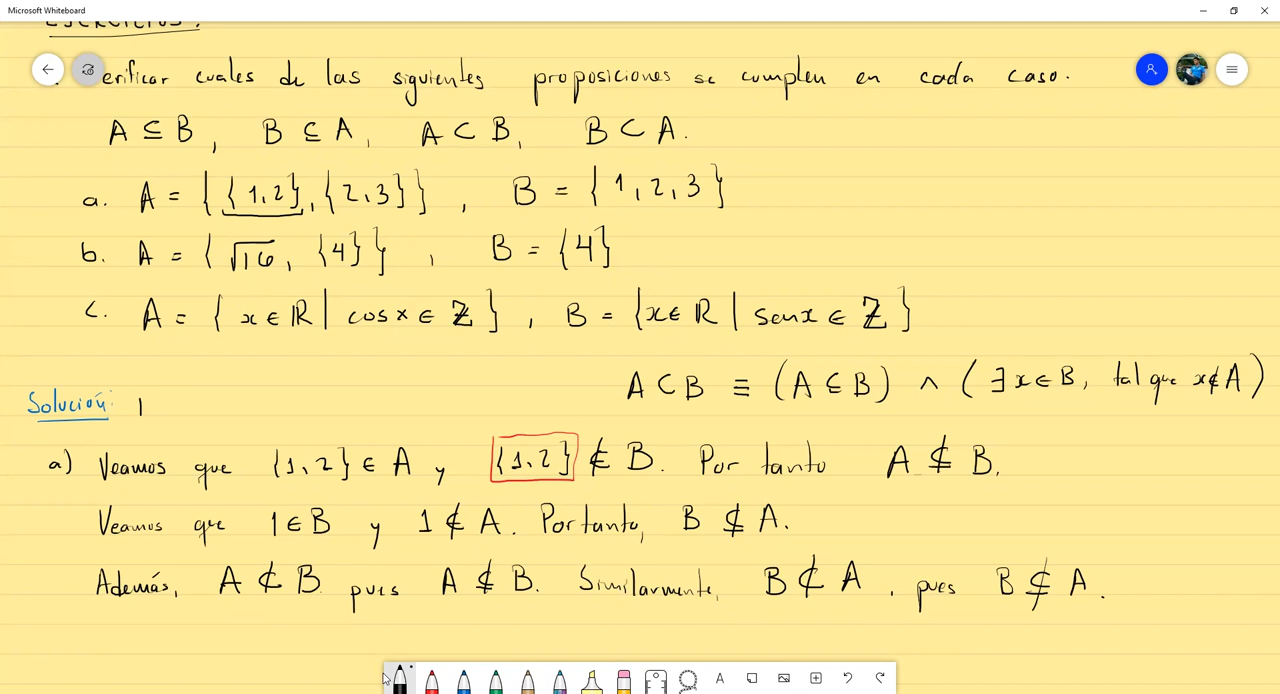 Microsoft Whiteboard
erificar cuales de las siguientes proposiciones se cumplen en cada caso.
A ⊆ B, B ⊆ A, A ⊂ B, B ⊂ A.
a. A = { {1,2}, {2,3} }, B = { 1, 2, 3 }
b. A = { √16, {4} }, B = {4}
c. A = { x ∈ ℝ | cos x ∈ ℤ }, B = { x ∈ ℝ | sen x ∈ ℤ }
A ⊂ B ≡ (A ⊆ B) ∧ (∃ x ∈ B, tal que x ∉ A)
Solución:
a) Veamos que {1,2} ∈ A y {1,2} ∉ B. Por tanto A ⊈ B.
Veamos que 1 ∈ B y 1 ∉ A. Por tanto, B ⊈ A.
Además, A ⊄ B pues A ⊈ B. Similarmente, B ⊄ A, pues B ⊈ A.